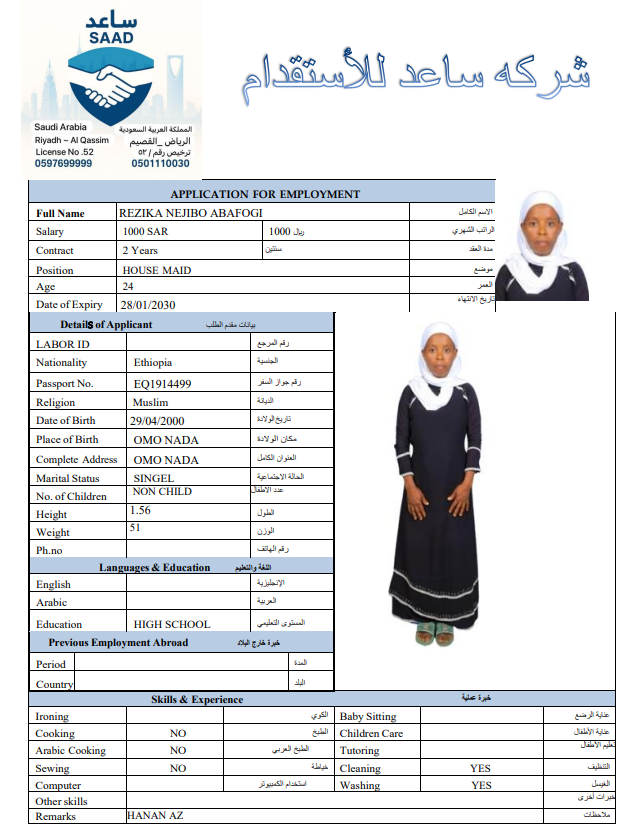 ساعد
SAAD
Saudi Arabia المملكة العربية السعودية
Riyadh ~ Al Qassim الرياض _القصيم
License No .52 ترخيص رقم / ٥٢
0597699999 0501110030
شركه ساعد للأستقدام
APPLICATION FOR EMPLOYMENT
Full Name REZIKA NEJIBO ABAFOGI الاسم الكامل
Salary 1000 SAR 1000 ريال الراتب الشهري
Contract 2 Years سنتين مدة العقد
Position HOUSE MAID موضع
Age 24 العمر
Date of Expiry 28/01/2030 تاريخ الانتهاء
Details of Applicant بيانات مقدم الطلب
LABOR ID رقم المرجع
Nationality Ethiopia الجنسية
Passport No. EQ1914499 رقم جواز السفر
Religion Muslim الديانة
Date of Birth 29/04/2000 تاريخ الولادة
Place of Birth OMO NADA مكان الولادة
Complete Address OMO NADA العنوان الكامل
Marital Status SINGEL الحالة الاجتماعية
No. of Children NON CHILD عدد الاطفال
Height 1.56 الطول
Weight 51 الوزن
Ph.no رقم الهاتف
Languages & Education اللغة والتعليم
English الإنجليزية
Arabic العربية
Education HIGH SCHOOL المستوى التعليمي
Previous Employment Abroad خبرة خارج البلاد
Period المدة
Country البلد
Skills & Experience خبرة عملية
Ironing الكوي Baby Sitting عناية الرضع
Cooking NO الطبخ Children Care عناية الأطفال
Arabic Cooking NO الطبخ العربي Tutoring تعليم الأطفال
Sewing NO خياطة Cleaning YES التنظيف
Computer استخدام الكمبيوتر Washing YES الغسيل
Other skills خبرات أخرى
Remarks HANAN AZ ملاحظات